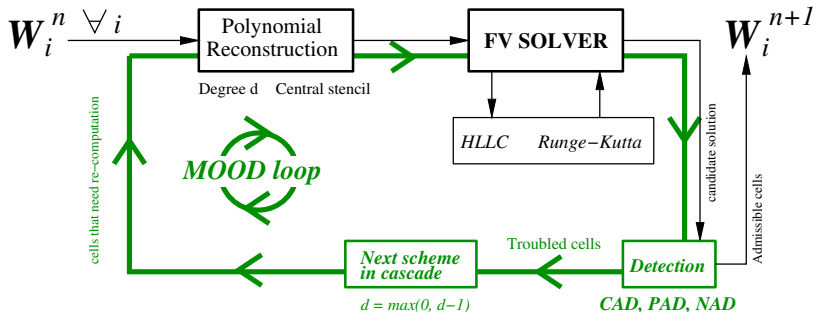 W_i^n ∀ i
Polynomial
Reconstruction
FV SOLVER
W_i^{n+1}
Degree d Central stencil
HLLC Runge−Kutta
cells that need re−computation
MOOD loop
candidate solution
Admissible cells
Troubled cells
Next scheme
in cascade
Detection
d = max(0, d−1)
CAD, PAD, NAD